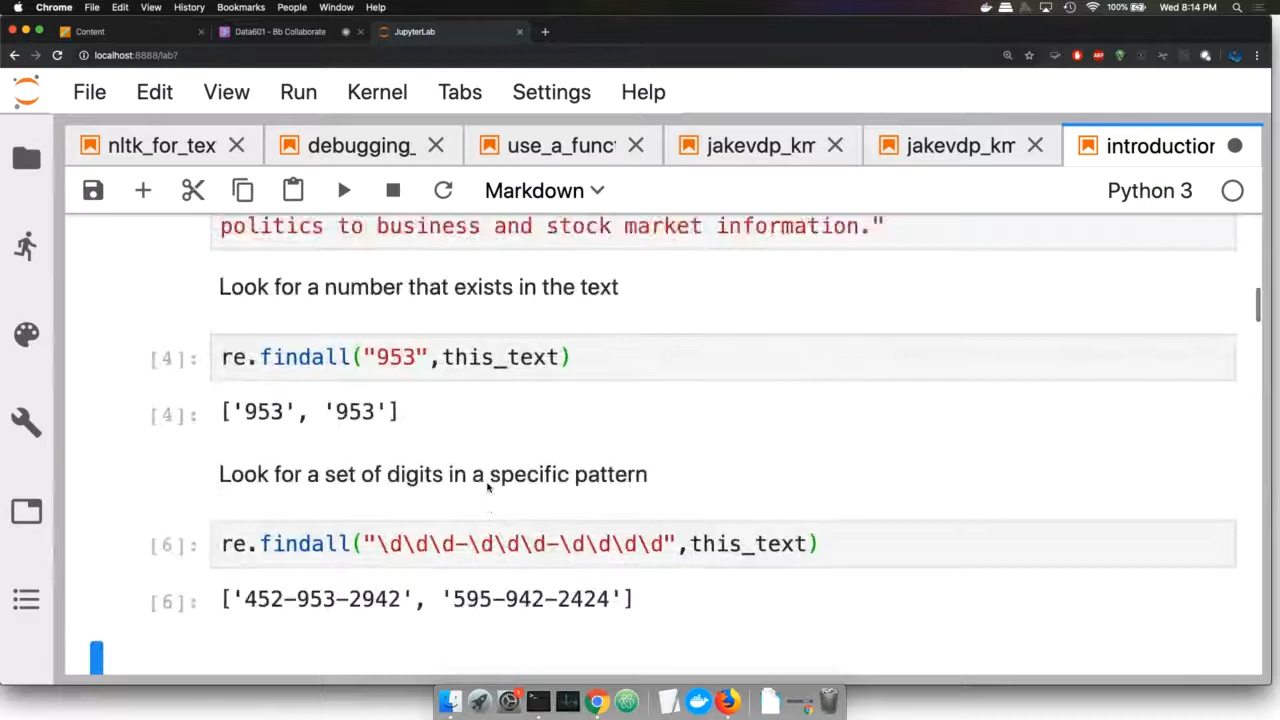 Chrome File Edit View History Bookmarks People Window Help 100% Wed 8:14 PM
Content Data601 - Bb Collaborate JupyterLab
localhost:8888/lab?
File Edit View Run Kernel Tabs Settings Help
nltk_for_tex debugging_ use_a_func jakevdp_km jakevdp_km introduction
Markdown Python 3
politics to business and stock market information."
Look for a number that exists in the text
[4]: re.findall("953",this_text)
[4]: ['953', '953']
Look for a set of digits in a specific pattern
[6]: re.findall("\d\d\d-\d\d\d-\d\d\d\d",this_text)
[6]: ['452-953-2942', '595-942-2424']